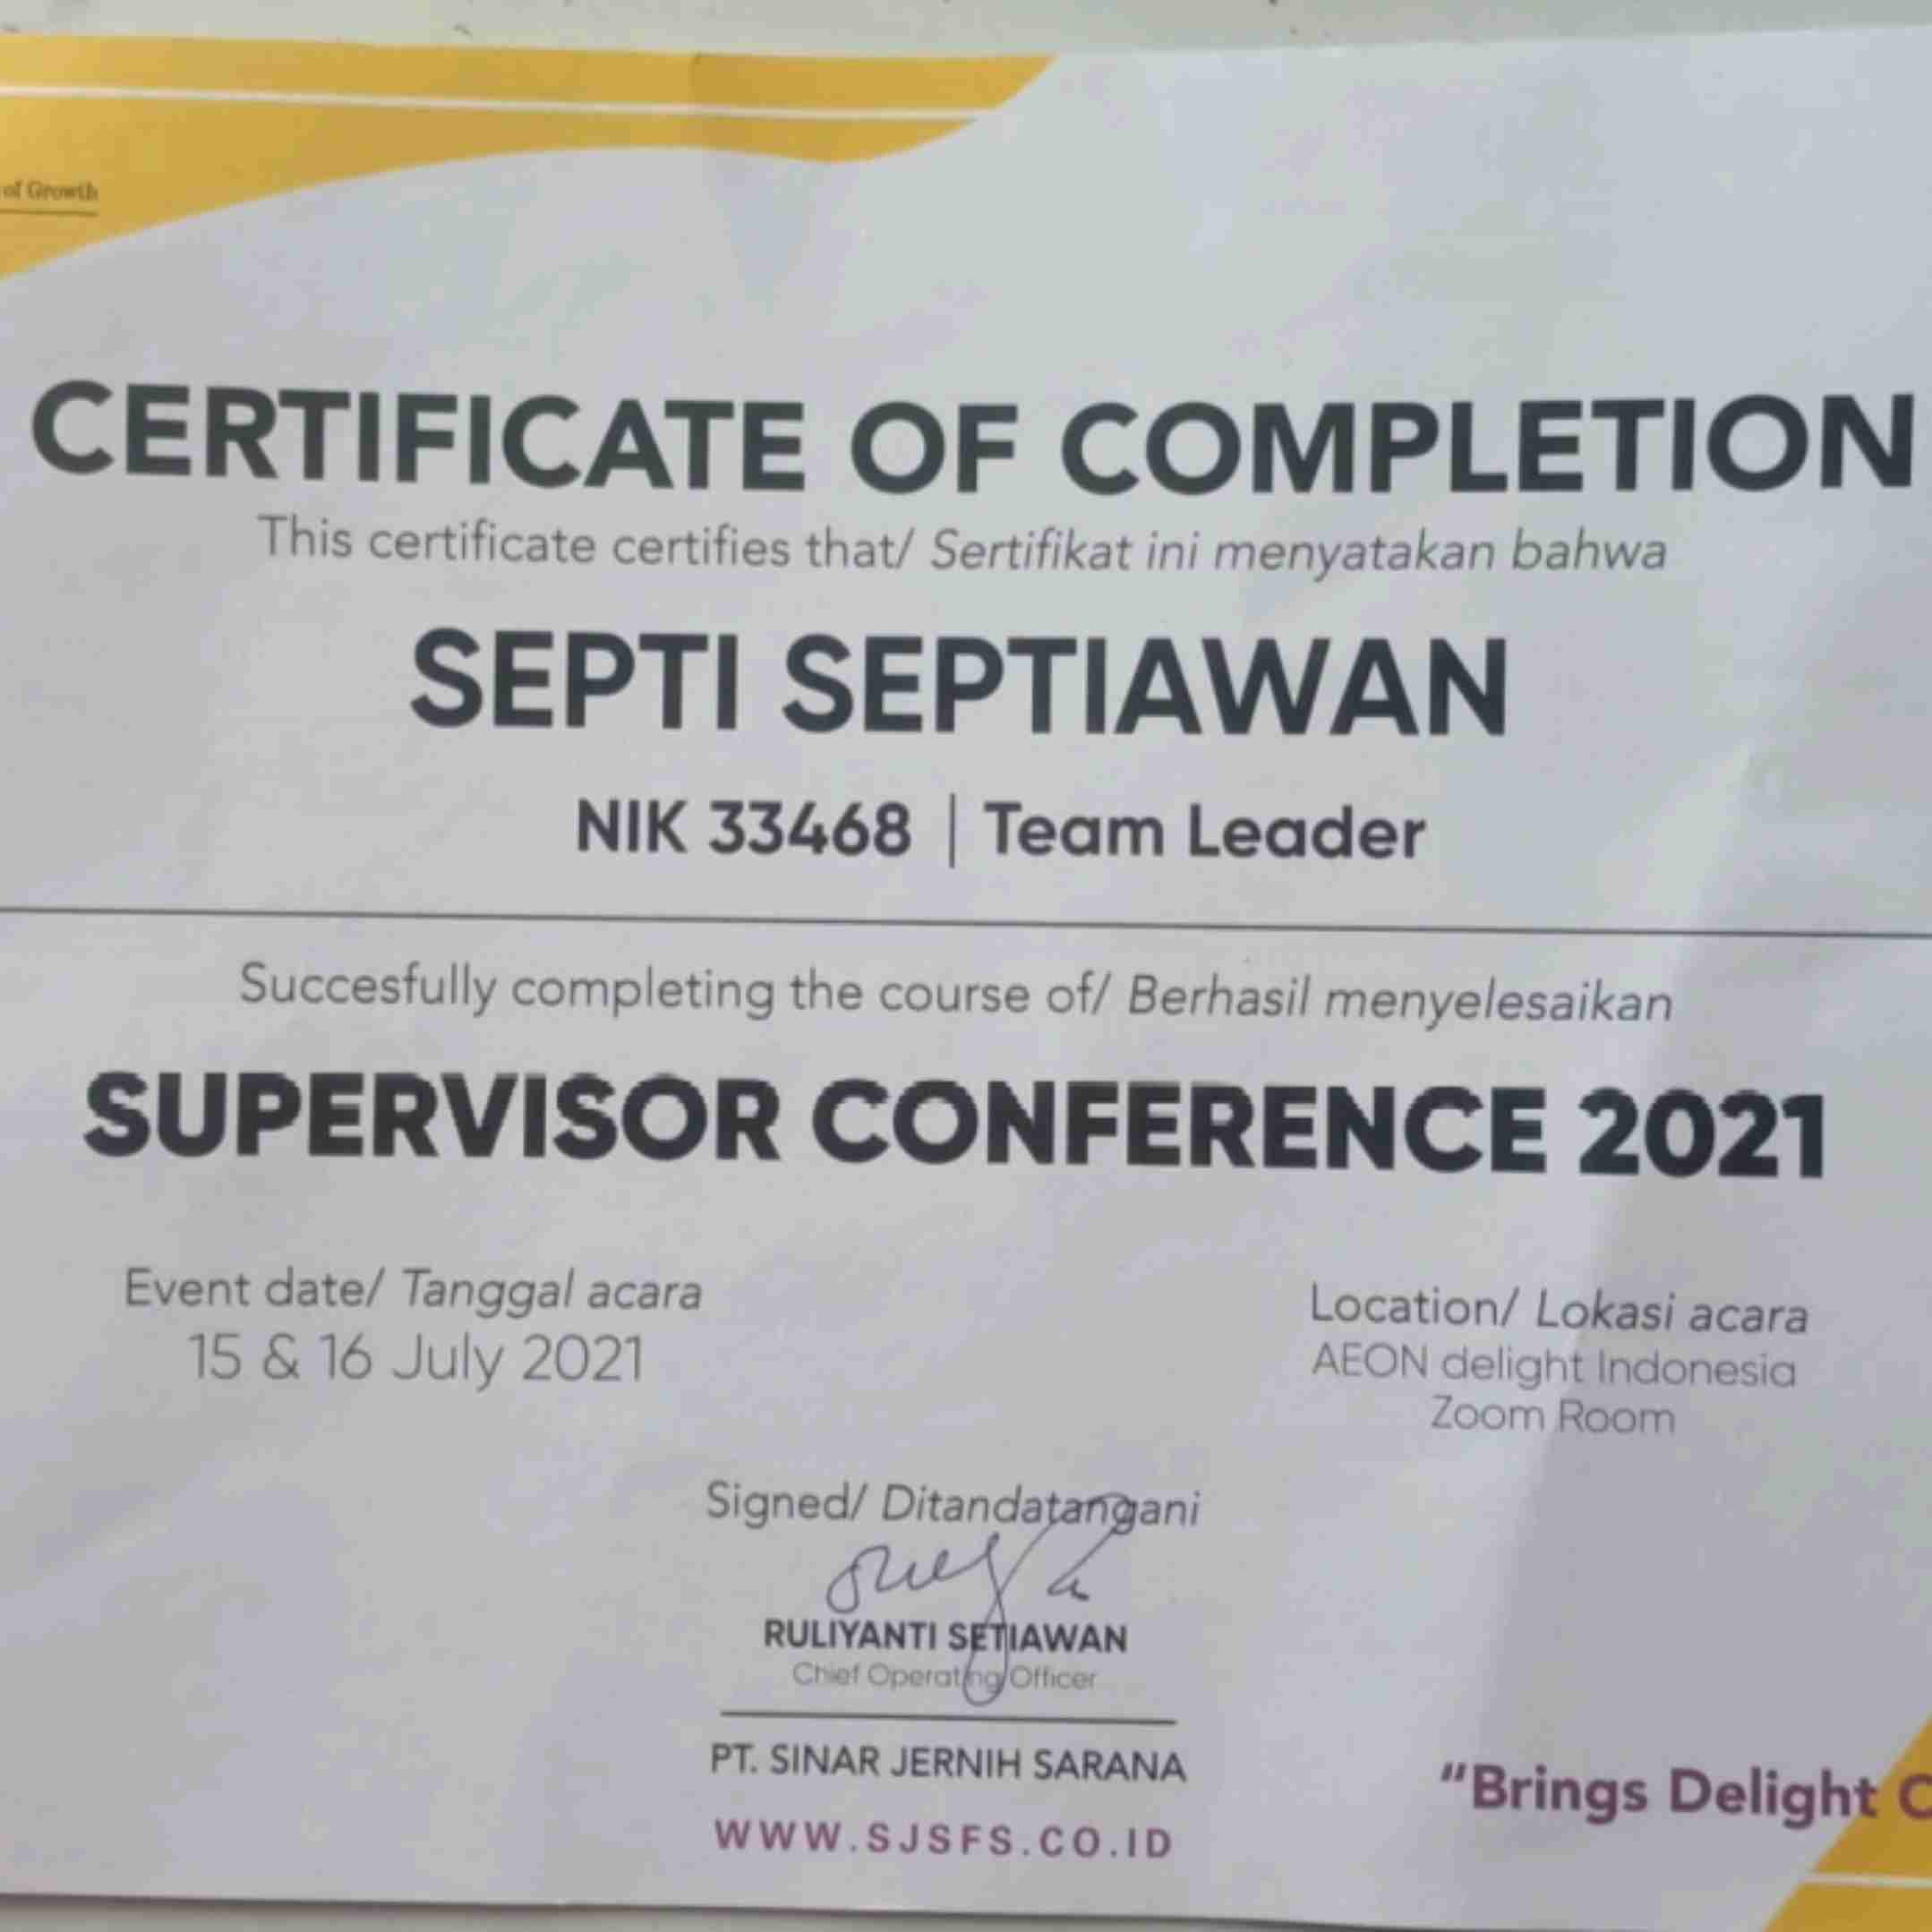 of Growth
CERTIFICATE OF COMPLETION
This certificate certifies that/ Sertifikat ini menyatakan bahwa
SEPTI SEPTIAWAN
NIK 33468 | Team Leader
Succesfully completing the course of/ Berhasil menyelesaikan
SUPERVISOR CONFERENCE 2021
Event date/ Tanggal acara
15 & 16 July 2021
Location/ Lokasi acara
AEON delight Indonesia
Zoom Room
Signed/ Ditandatangani
RULIYANTI SETIAWAN
Chief Operating Officer
PT. SINAR JERNIH SARANA
WWW.SJSFS.CO.ID
"Brings Delight